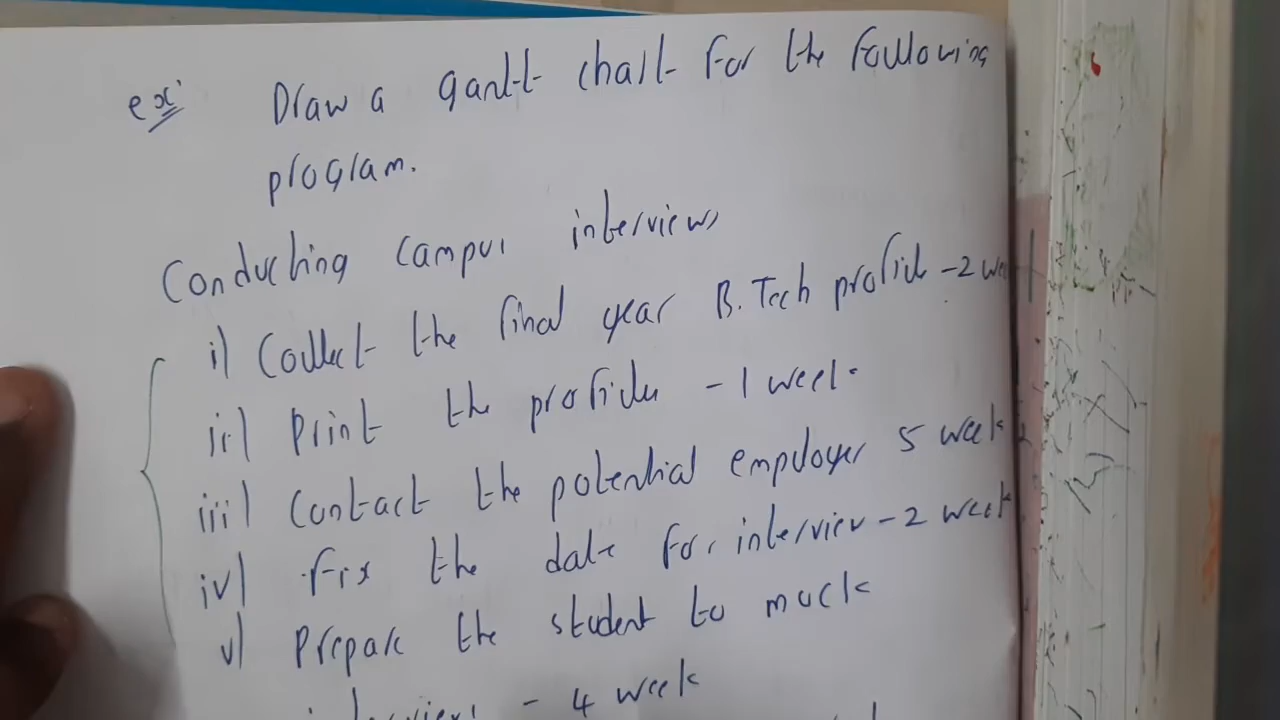 ex:
Draw a gantt chart for the following
program.
Conducting campus interviews
i) Collect the final year B.Tech profile - 2 week
ii) Print the profiles - 1 week
iii) Contact the potential employer 5 week
iv) fix the date for interview - 2 week
v) Prepare the student to mock
interviews - 4 week